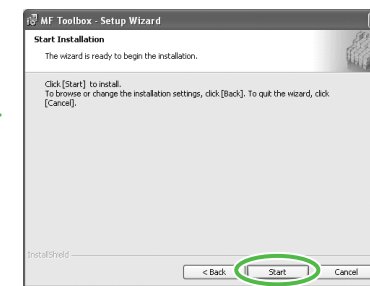 MF Toolbox - Setup Wizard
Start Installation
The wizard is ready to begin the installation.
Click [Start] to install.
To browse or change the installation settings, click [Back]. To quit the wizard, click
[Cancel].
InstallShield
< Back Start Cancel